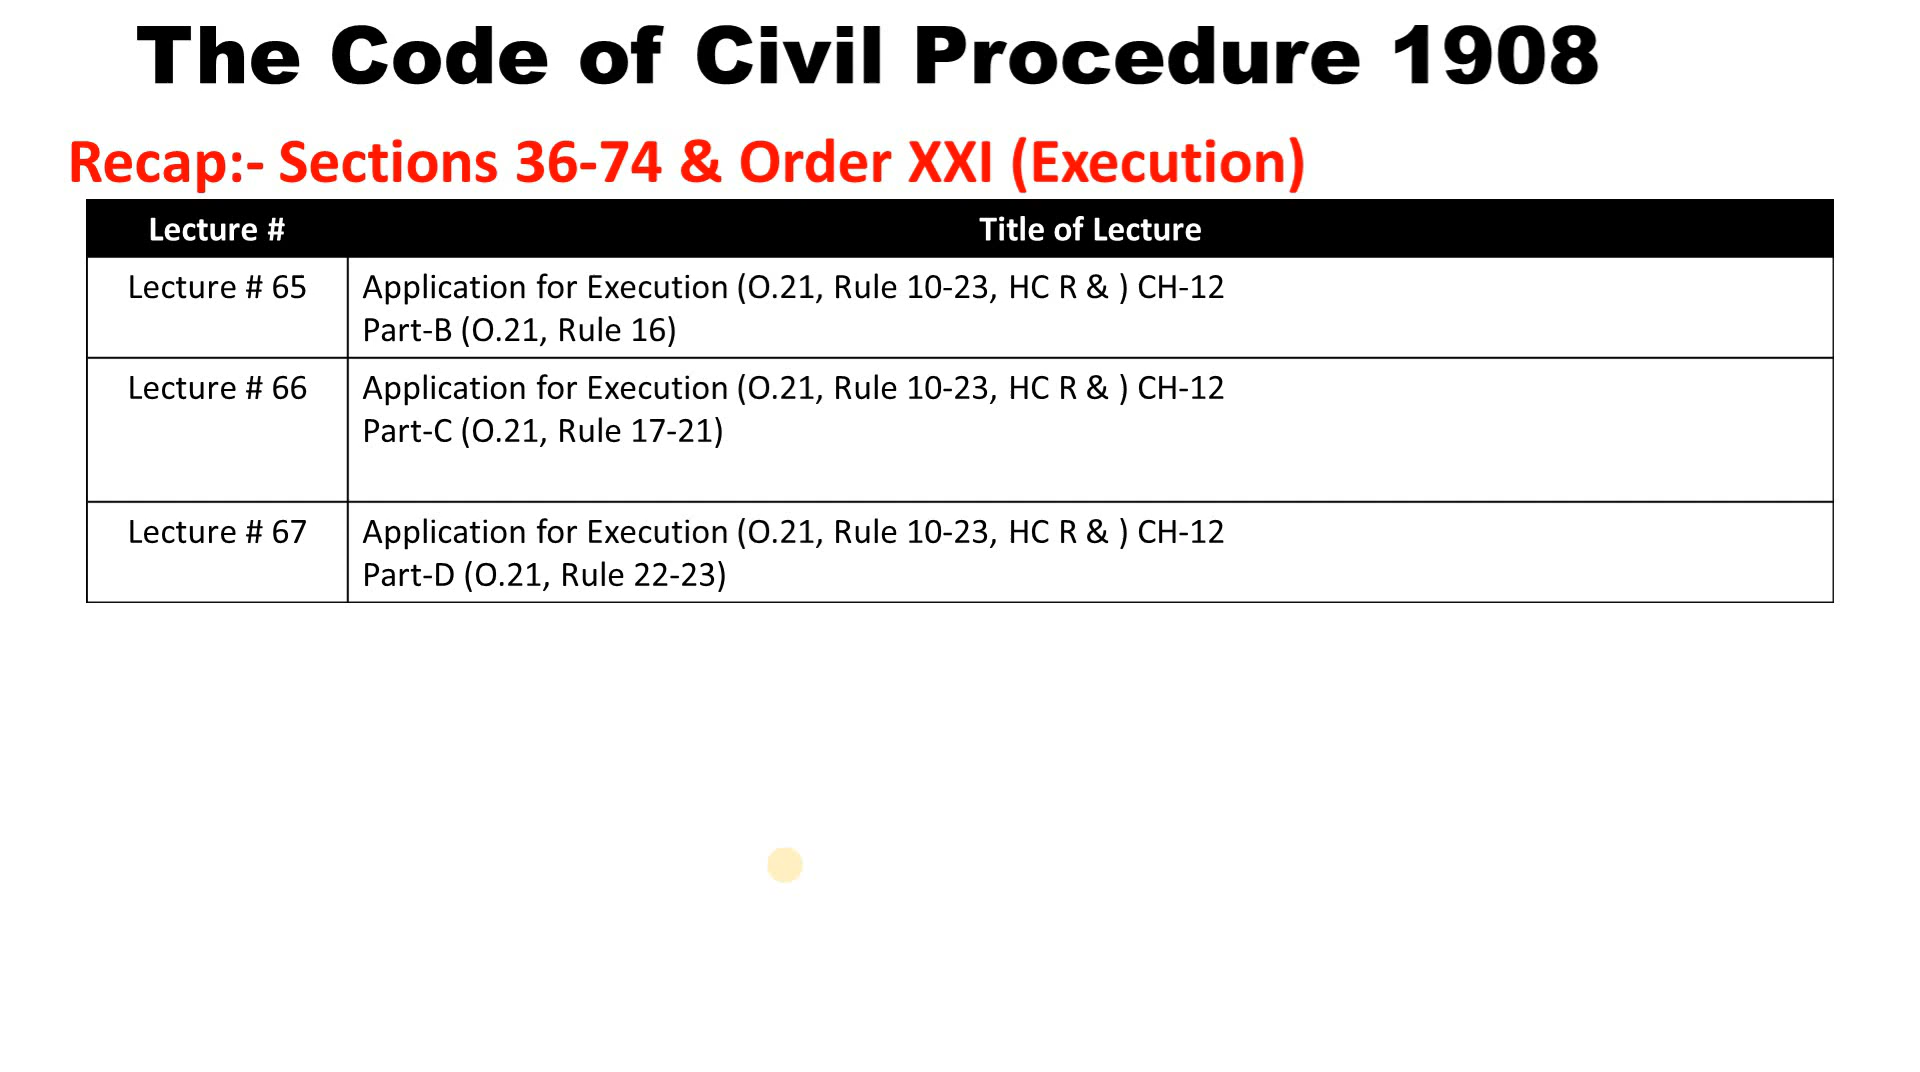 The Code of Civil Procedure 1908
Recap:- Sections 36-74 & Order XXI (Execution)
Lecture # Title of Lecture
Lecture # 65 Application for Execution (O.21, Rule 10-23, HC R & ) CH-12
Part-B (O.21, Rule 16)
Lecture # 66 Application for Execution (O.21, Rule 10-23, HC R & ) CH-12
Part-C (O.21, Rule 17-21)
Lecture # 67 Application for Execution (O.21, Rule 10-23, HC R & ) CH-12
Part-D (O.21, Rule 22-23)